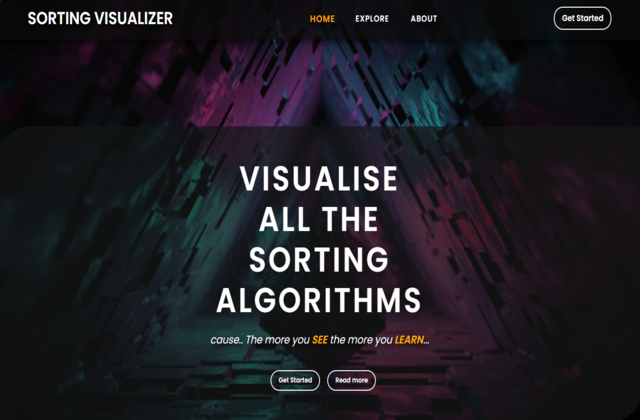 SORTING VISUALIZER
HOME EXPLORE ABOUT
Get Started
VISUALISE
ALL THE
SORTING
ALGORITHMS
cause.. The more you SEE the more you LEARN...
Get Started Read more